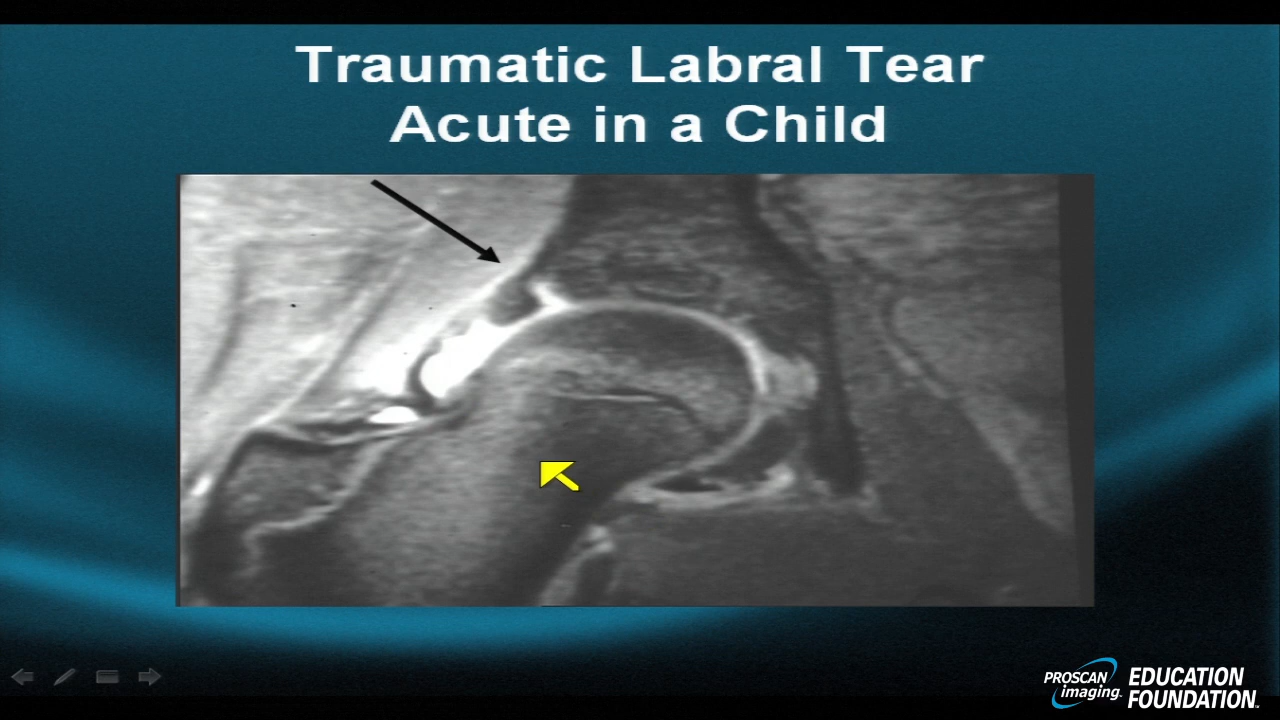 Traumatic Labral Tear
Acute in a Child
PROSCAN
imaging.
EDUCATION
FOUNDATION.